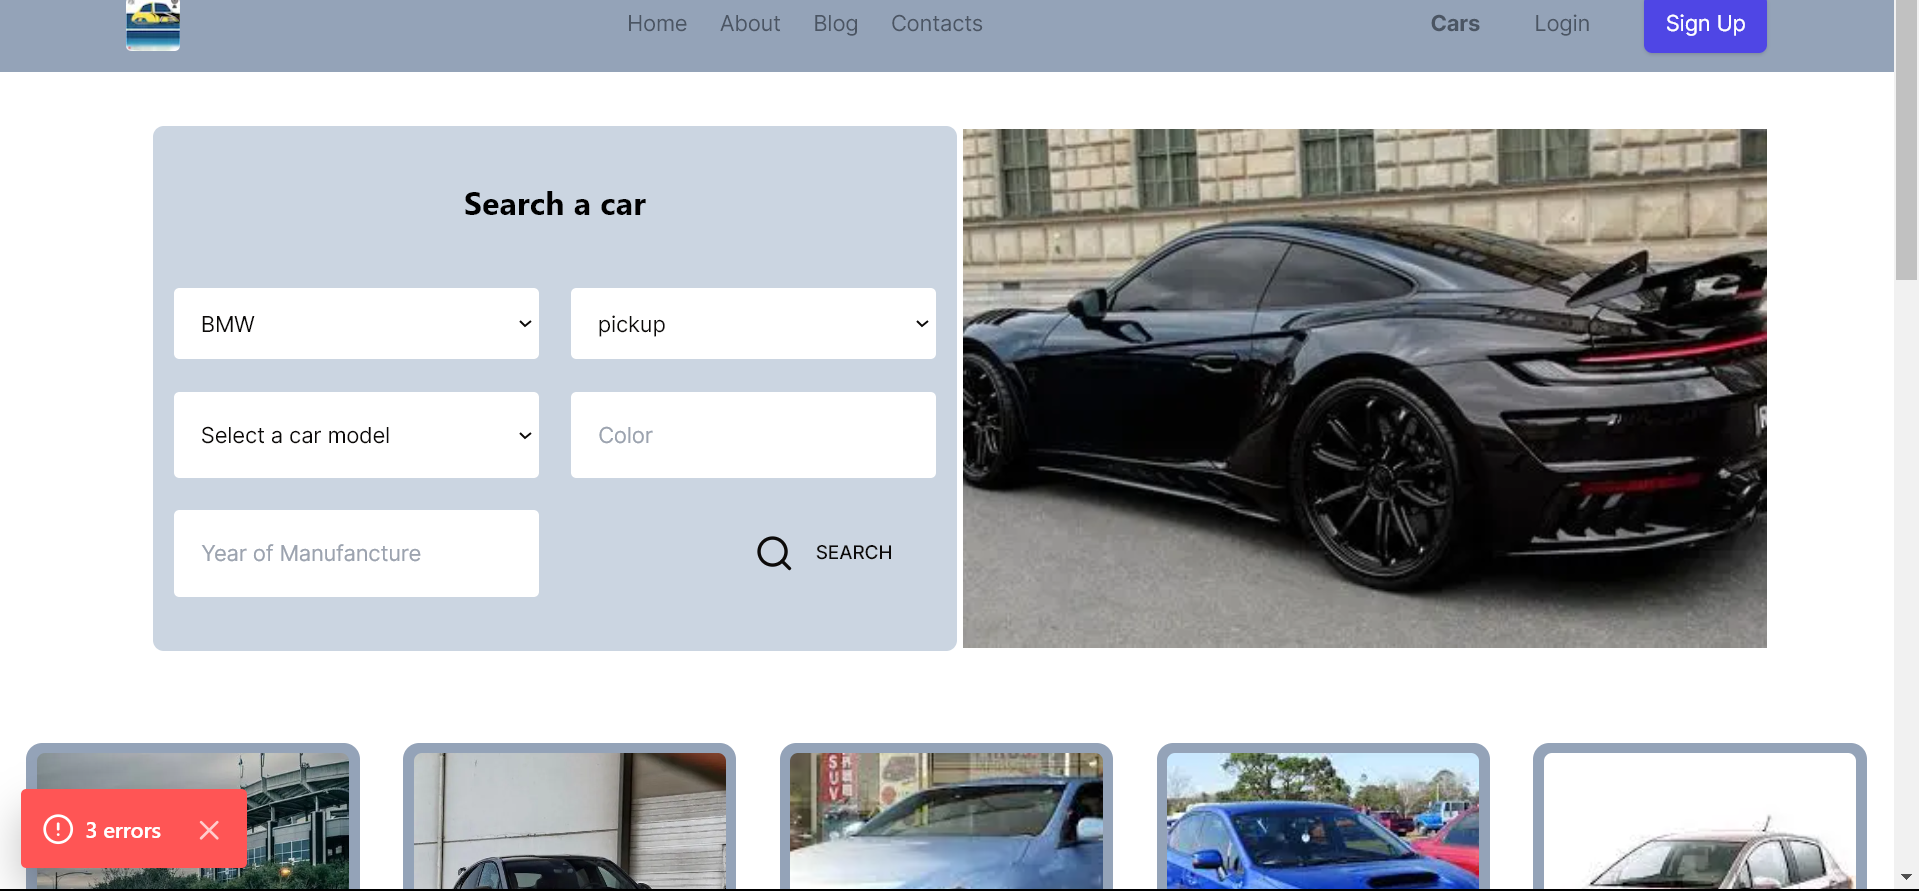 Home About Blog Contacts Cars Login Sign Up
Search a car
BMW pickup
Select a car model Color
Year of Manufancture SEARCH
SUV
3 errors